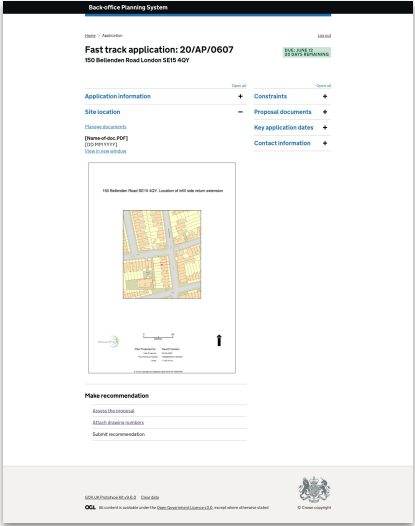 Back-office Planning System
Home > Application
Log out
Fast track application: 20/AP/0607
150 Bellenden Road London SE15 4QY
DUE: JUNE 13
20 DAYS REMAINING
Open all
Application information +
Site location −
Manage documents
[Name-of-doc.PDF]
[DD MM YYYY]
View in new window
150 Bellenden Road SE15 4QY. Location of infill side return extension
Make recommendation
Assess the proposal
Attach drawing numbers
Submit recommendation
Open all
Constraints +
Proposal documents +
Key application dates +
Contact information +
GOV.UK Prototype Kit v9.6.0 Clear data
OGL All content is available under the Open Government Licence v3.0, except where otherwise stated
© Crown copyright